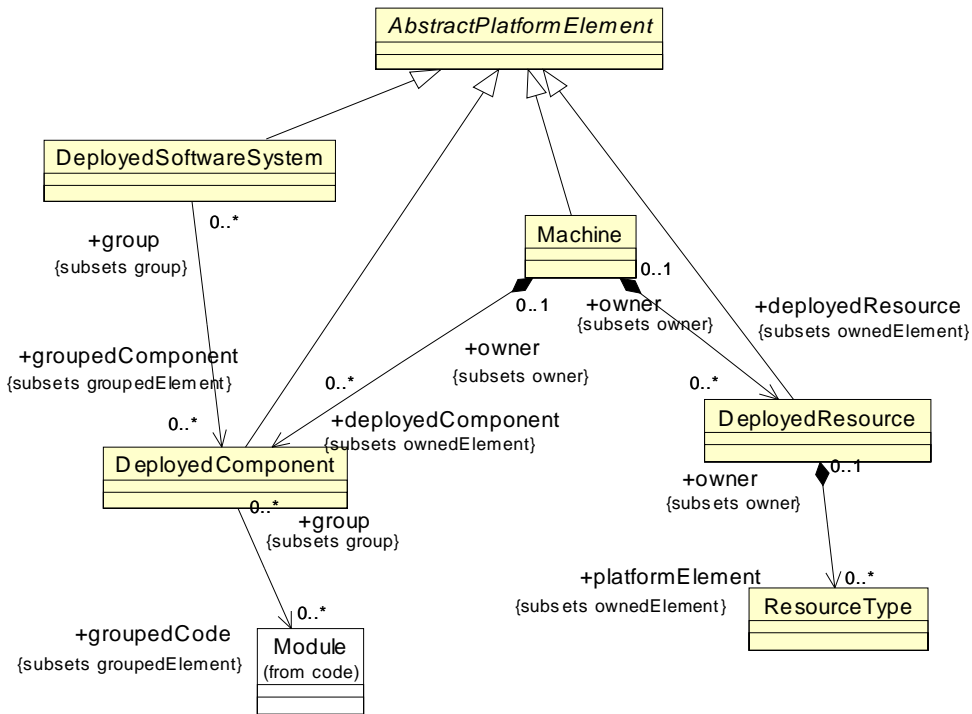 AbstractPlatformElement
DeployedSoftwareSystem
0..*
+group
{subsets group}
Machine
0..1
0..1
+owner
{subsets owner}
+deployedResource
{subsets ownedElement}
+groupedComponent
{subsets groupedElement}
+owner
{subsets owner}
0..*
0..*
0..*
+deployedComponent
{subsets ownedElement}
DeployedResource
DeployedComponent
0..1
+owner
{subsets owner}
0..*
+group
{subsets group}
+platformElement
{subsets ownedElement}
0..*
ResourceType
0..*
+groupedCode
{subsets groupedElement}
Module
(from code)